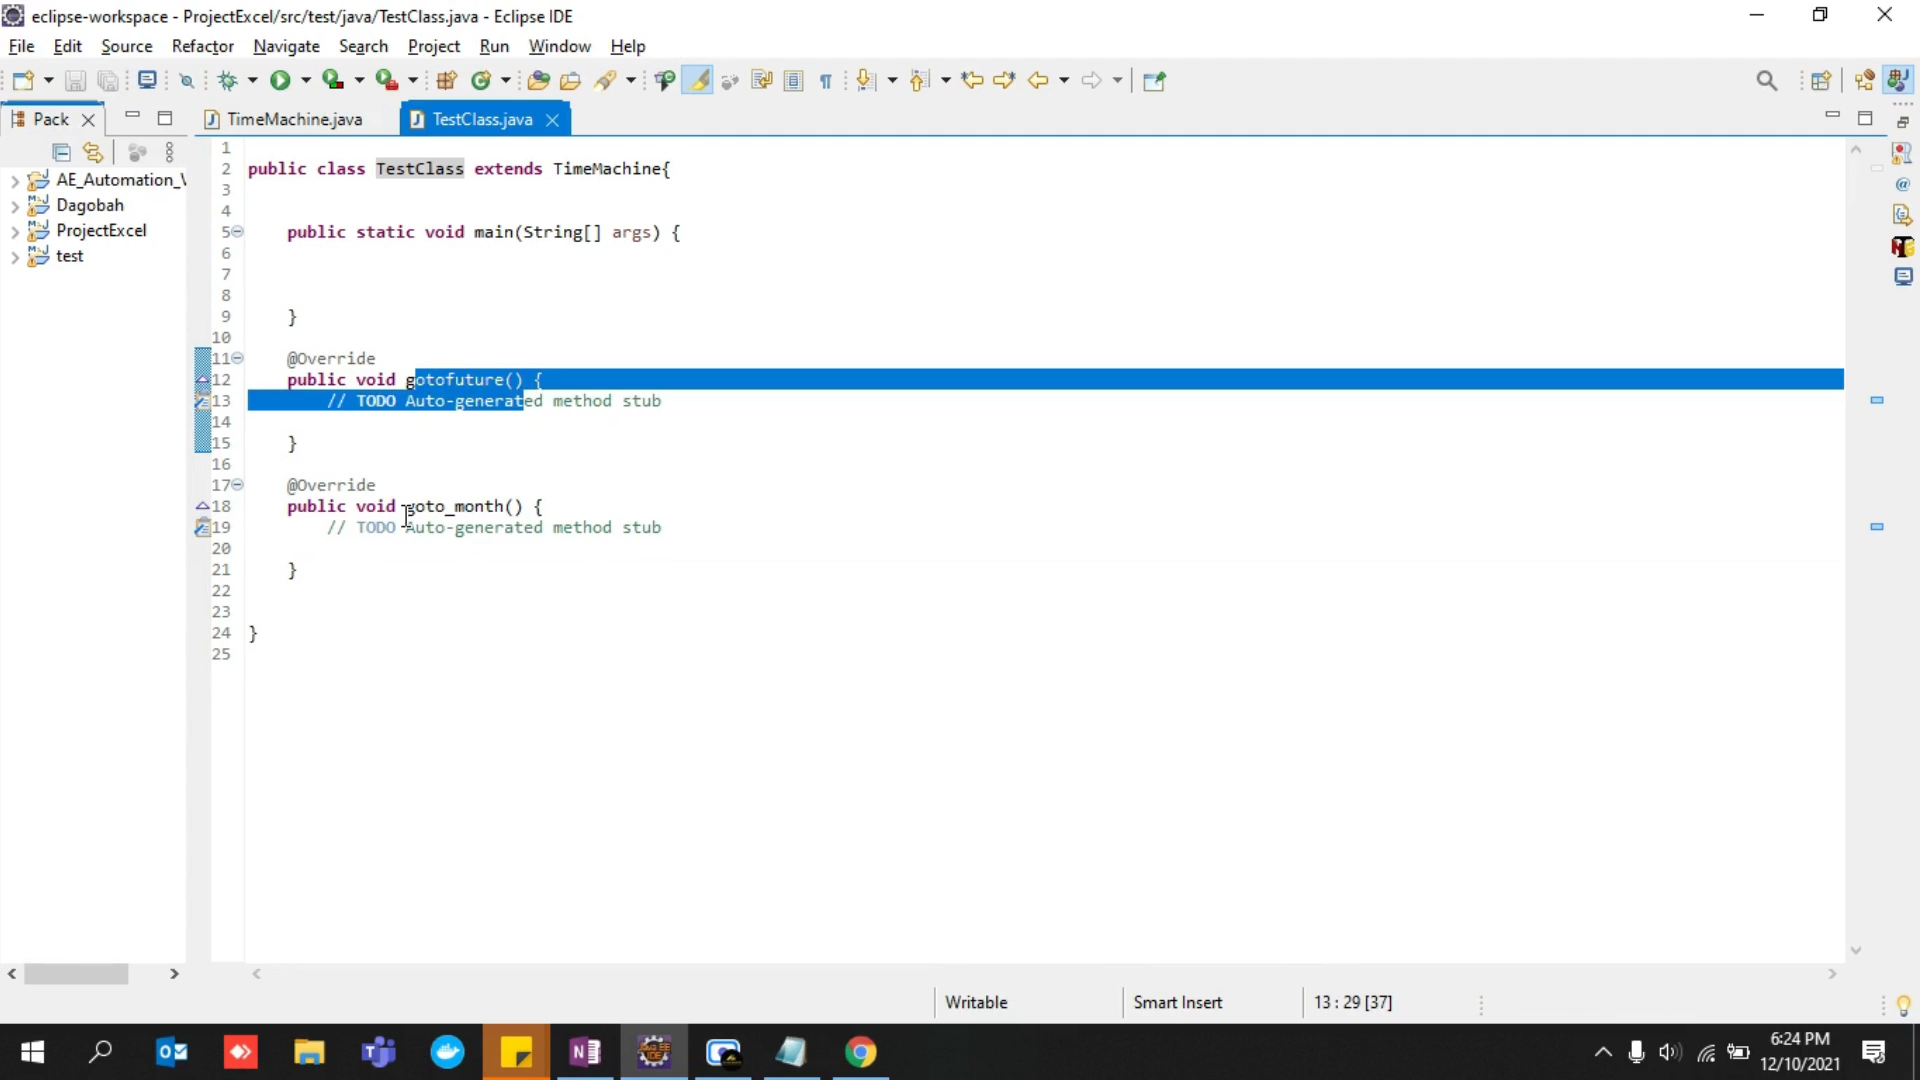 eclipse-workspace - ProjectExcel/src/test/java/TestClass.java - Eclipse IDE
File Edit Source Refactor Navigate Search Project Run Window Help
Pack TimeMachine.java TestClass.java
AE_Automation_
Dagobah
ProjectExcel
test
1
2 public class TestClass extends TimeMachine{
3
4
5 public static void main(String[] args) {
6
7
8
9 }
10
11 @Override
12 public void gotofuture() {
13 // TODO Auto-generated method stub
14
15 }
16
17 @Override
18 public void goto_month() {
19 // TODO Auto-generated method stub
20
21 }
22
23
24 }
25
Writable Smart Insert 13 : 29 [37]
6:24 PM
12/10/2021